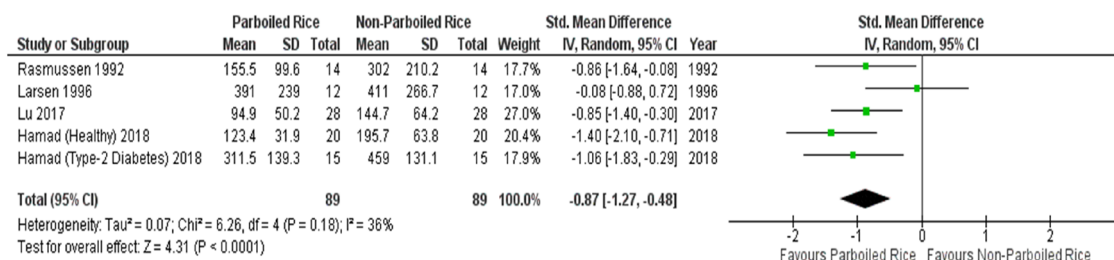 Parboiled Rice Non-Parboiled Rice Std. Mean Difference Std. Mean Difference
Study or Subgroup Mean SD Total Mean SD Total Weight IV, Random, 95% CI Year IV, Random, 95% CI
Rasmussen 1992 155.5 99.6 14 302 210.2 14 17.7% -0.86 [-1.64, -0.08] 1992
Larsen 1996 391 239 12 411 266.7 12 17.0% -0.08 [-0.88, 0.72] 1996
Lu 2017 94.9 50.2 28 144.7 64.2 28 27.0% -0.85 [-1.40, -0.30] 2017
Hamad (Healthy) 2018 123.4 31.9 20 195.7 63.8 20 20.4% -1.40 [-2.10, -0.71] 2018
Hamad (Type-2 Diabetes) 2018 311.5 139.3 15 459 131.1 15 17.9% -1.06 [-1.83, -0.29] 2018
Total (95% CI) 89 89 100.0% -0.87 [-1.27, -0.48]
Heterogeneity: Tau² = 0.07; Chi² = 6.26, df = 4 (P = 0.18); I² = 36%
Test for overall effect: Z = 4.31 (P < 0.0001)
-2 -1 0 1 2
Favours Parboiled Rice Favours Non-Parboiled Rice